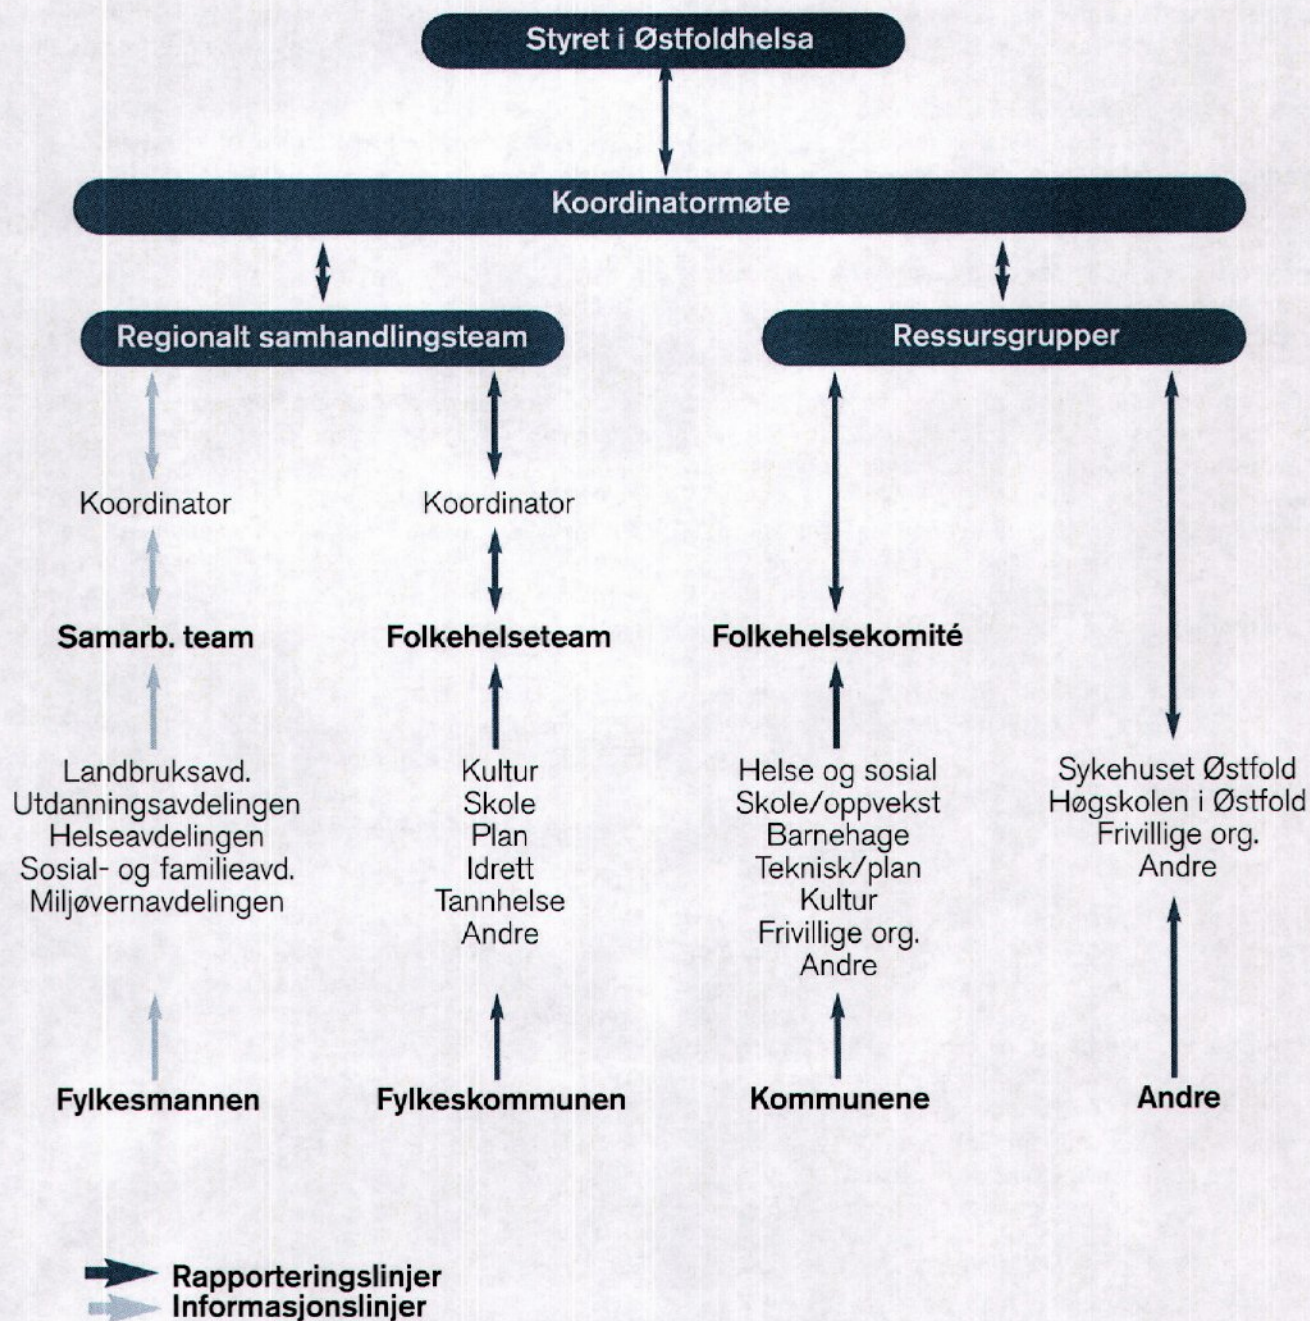 Styret i Østfoldhelsa
Koordinatormøte
Regionalt samhandlingsteam
Ressursgrupper
Koordinator
Koordinator
Samarb. team
Folkehelseteam
Folkehelsekomité
Landbruksavd.
Utdanningsavdelingen
Helseavdelingen
Sosial- og familieavd.
Miljøvernavdelingen
Kultur
Skole
Plan
Idrett
Tannhelse
Andre
Helse og sosial
Skole/oppvekst
Barnehage
Teknisk/plan
Kultur
Frivillige org.
Andre
Sykehuset Østfold
Høgskolen i Østfold
Frivillige org.
Andre
Fylkesmannen
Fylkeskommunen
Kommunene
Andre
Rapporteringslinjer
Informasjonslinjer